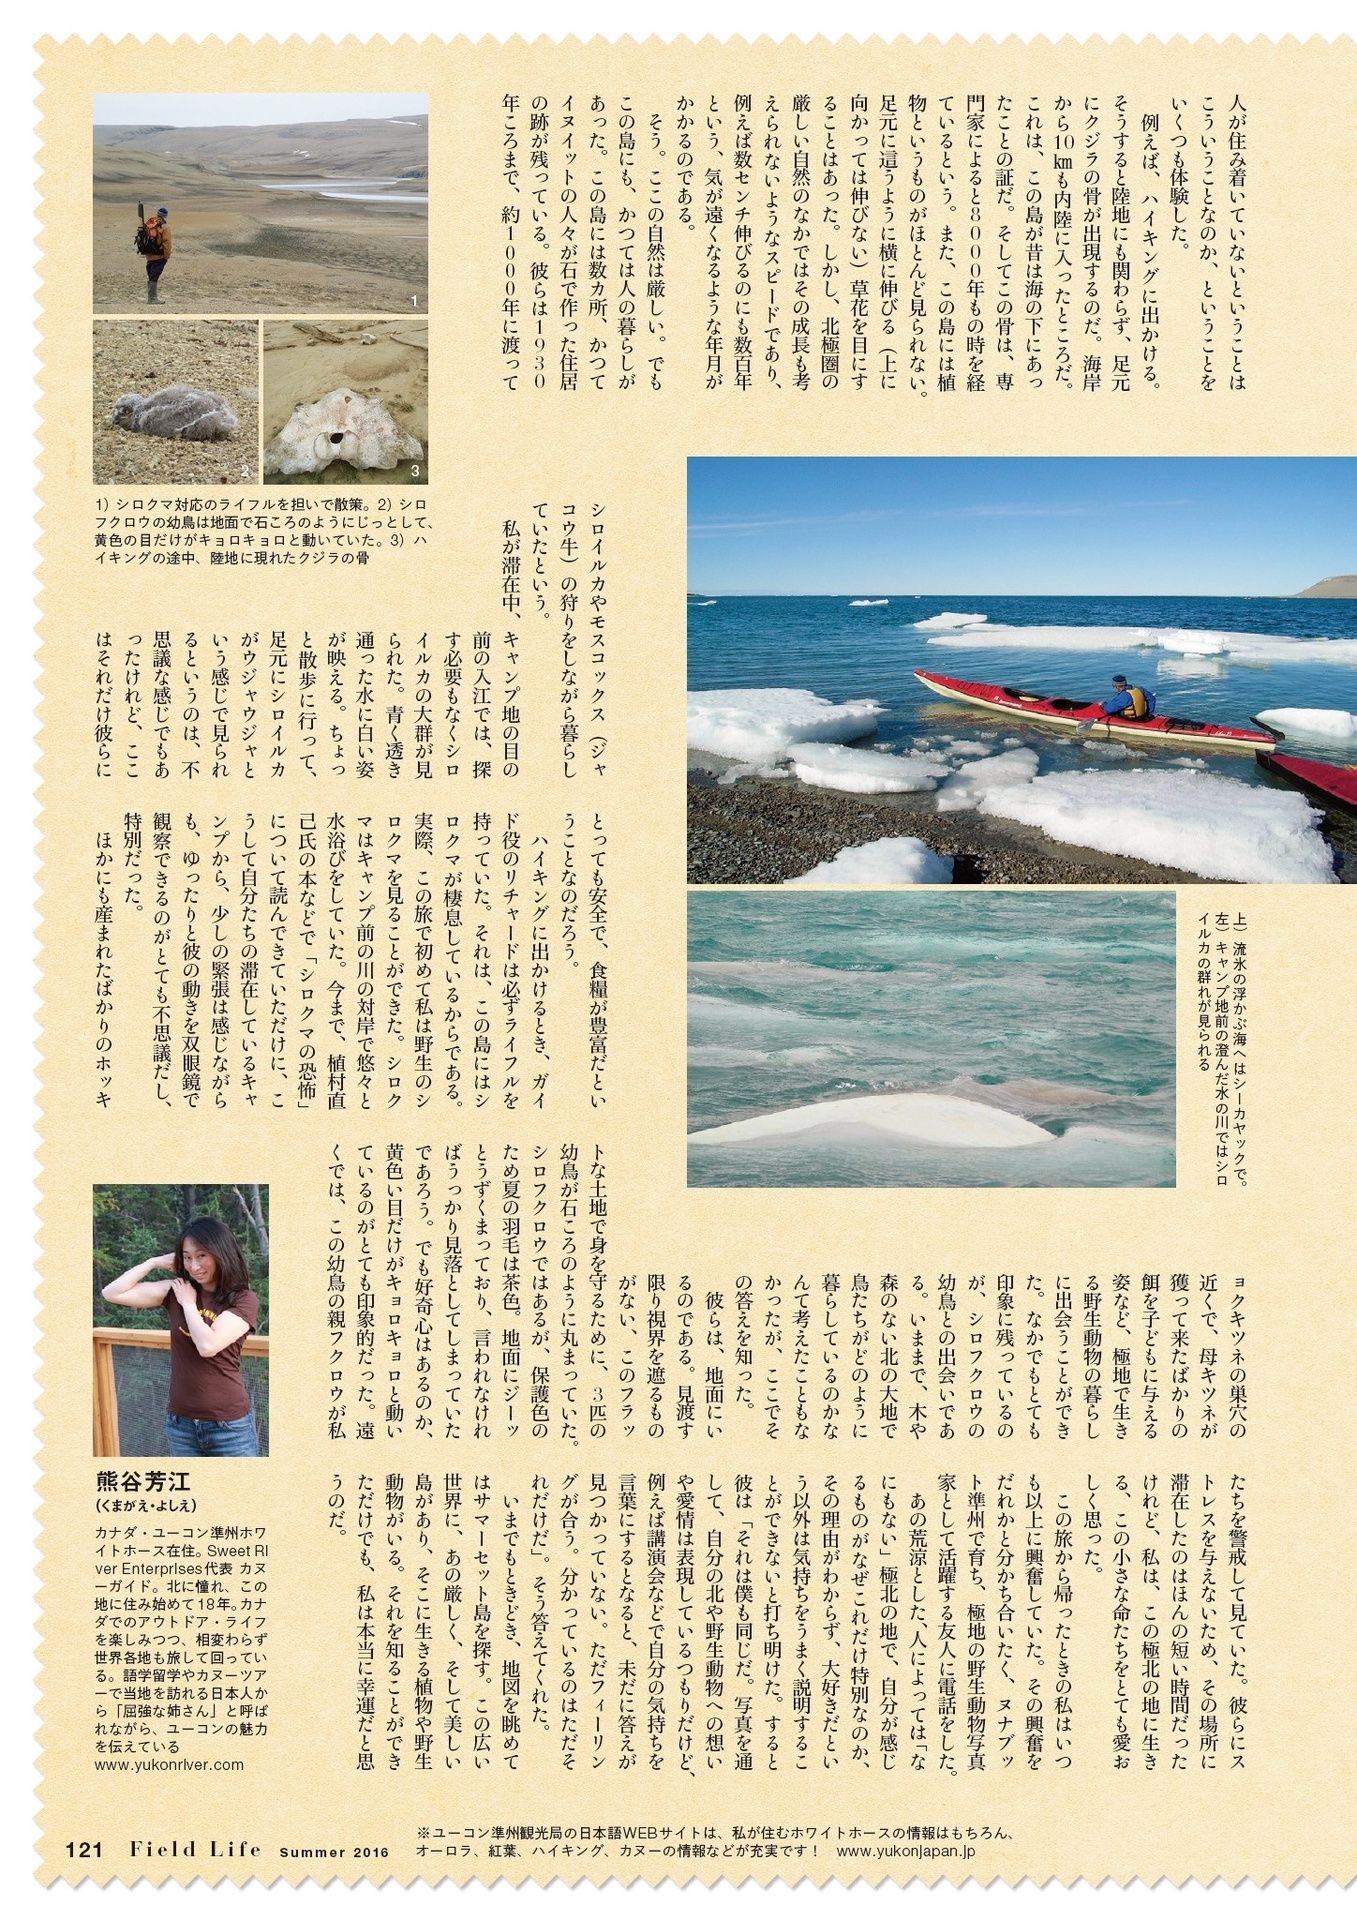 人が住み着いていないということは
こういうことなのか、ということを
いくつも体験した。
例えば、ハイキングに出かける。
そうすると陸地にも関わらず、足元
にクジラの骨が出現するのだ。海岸
から10㎞も内陸に入ったところだ。
これは、この島が昔は海の下にあっ
たことの証だ。そしてこの骨は、専
門家によると8000年もの時を経
ているという。また、この島には植
物というものがほとんど見られない。
足元に這うように横に伸びる（上に
向かっては伸びない）草花を目にす
ることはあった。しかし、北極圏の
厳しい自然のなかではその成長も考
えられないようなスピードであり、
例えば数センチ伸びるのにも数百年
という、気が遠くなるような年月が
かかるのである。
そう。ここの自然は厳しい。でも
この島にも、かつては人の暮らしが
あった。この島には数カ所、かつて
イヌイットの人々が石で作った住居
の跡が残っている。彼らは1930
年ころまで、約1000年に渡って
1
2
3
1）シロクマ対応のライフルを担いで散策。2）シロ
フクロウの幼鳥は地面で石ころのようにじっとして、
黄色の目だけがキョロキョロと動いていた。3）ハ
イキングの途中、陸地に現れたクジラの骨
シロイルカやモスコックス（ジャ
コウ牛）の狩りをしながら暮らし
ていたという。
私が滞在中、キャンプ地の目の
前の入江では、探
す必要もなくシロ
イルカの大群が見
られた。青く透き
通った水に白い姿
が映える。ちょっ
と散歩に行って、
足元にシロイルカ
がウジャウジャと
いう感じで見られ
るというのは、不
思議な感じでもあ
ったけれど、ここ
はそれだけ彼らに
とっても安全で、食糧が豊富だとい
うことなのだろう。
ハイキングに出かけるとき、ガイ
ド役のリチャードは必ずライフルを
持っていた。それは、この島にはシ
ロクマが棲息しているからである。
実際、この旅で初めて私は野生のシ
ロクマを見ることができた。シロク
マはキャンプ前の川の対岸で悠々と
水浴びをしていた。今まで、植村直
己氏の本などで「シロクマの恐怖」
について読んできていただけに、こ
うして自分たちの滞在しているキャ
ンプから、少しの緊張は感じながら
も、ゆったりと彼の動きを双眼鏡で
観察できるのがとても不思議だし、
特別だった。
ほかにも産まれたばかりのホッキ
上）流氷の浮かぶ海へはシーカヤックで。
左）キャンプ地前の澄んだ水の川ではシロ
イルカの群れが見られる
ョクキツネの巣穴の
近くで、母キツネが
獲って来たばかりの
餌を子どもに与える
姿など、極地で生き
る野生動物の暮らし
に出会うことができ
た。なかでもとても
印象に残っているの
が、シロフクロウの
幼鳥との出会いであ
る。いままで、木や
森のない北の大地で
鳥たちがどのように
暮らしているのかな
んて考えたこともな
かったが、ここでそ
の答えを知った。
彼らは、地面にい
るのである。見渡す
限り視界を遮るもの
がない、このフラッ
トな土地で身を守るために、3匹の
幼鳥が石ころのように丸まっていた。
シロフクロウではあるが、保護色の
ため夏の羽毛は茶色。地面にジーッ
とうずくまっており、言われなけれ
ばうっかり見落としてしまっていた
であろう。でも好奇心はあるのか、
黄色い目だけがキョロキョロと動い
ているのがとても印象的だった。遠
くでは、この幼鳥の親フクロウが私
たちを警戒して見ていた。彼らにス
トレスを与えないため、その場所に
滞在したのはほんの短い時間だった
けれど、私は、この極北の地に生き
る、この小さな命たちをとても愛お
しく思った。
この旅から帰ったときの私はいつ
も以上に興奮していた。その興奮を
だれかと分かち合いたく、ヌナブッ
ト準州で育ち、極地の野生動物写真
家として活躍する友人に電話をした。
あの荒涼とした、人によっては「な
にもない」極北の地で、自分が感じ
るものがなぜこれだけ特別なのか、
その理由がわからず、大好きだとい
う以外は気持ちをうまく説明するこ
とができないと打ち明けた。すると
彼は「それは僕も同じだ。写真を通
して、自分の北や野生動物への想い
や愛情は表現しているつもりだけど、
例えば講演会などで自分の気持ちを
言葉にするとなると、未だに答えが
見つかっていない。ただフィーリン
グが合う。分かっているのはただそ
れだけだ」。そう答えてくれた。
いまでもときどき、地図を眺めて
はサマーセット島を探す。この広い
世界に、あの厳しく、そして美しい
島があり、そこに生きる植物や野生
動物がいる。それを知ることができ
ただけでも、私は本当に幸運だと思
うのだ。
熊谷芳江
（くまがえ・よしえ）
カナダ・ユーコン準州ホワ
イトホース在住。Sweet Ri
ver Enterprises代表 カヌ
ーガイド。北に憧れ、この
地に住み始めて18年。カナ
ダでのアウトドア・ライフ
を楽しみつつ、相変わらず
世界各地も旅して回ってい
る。語学留学やカヌーツア
ーで当地を訪れる日本人か
ら「屈強な姉さん」と呼ば
れながら、ユーコンの魅力
を伝えている
www.yukonriver.com
※ユーコン準州観光局の日本語WEBサイトは、私が住むホワイトホースの情報はもちろん、
オーロラ、紅葉、ハイキング、カヌーの情報などが充実です！ www.yukonjapan.jp
121 Field Life Summer 2016